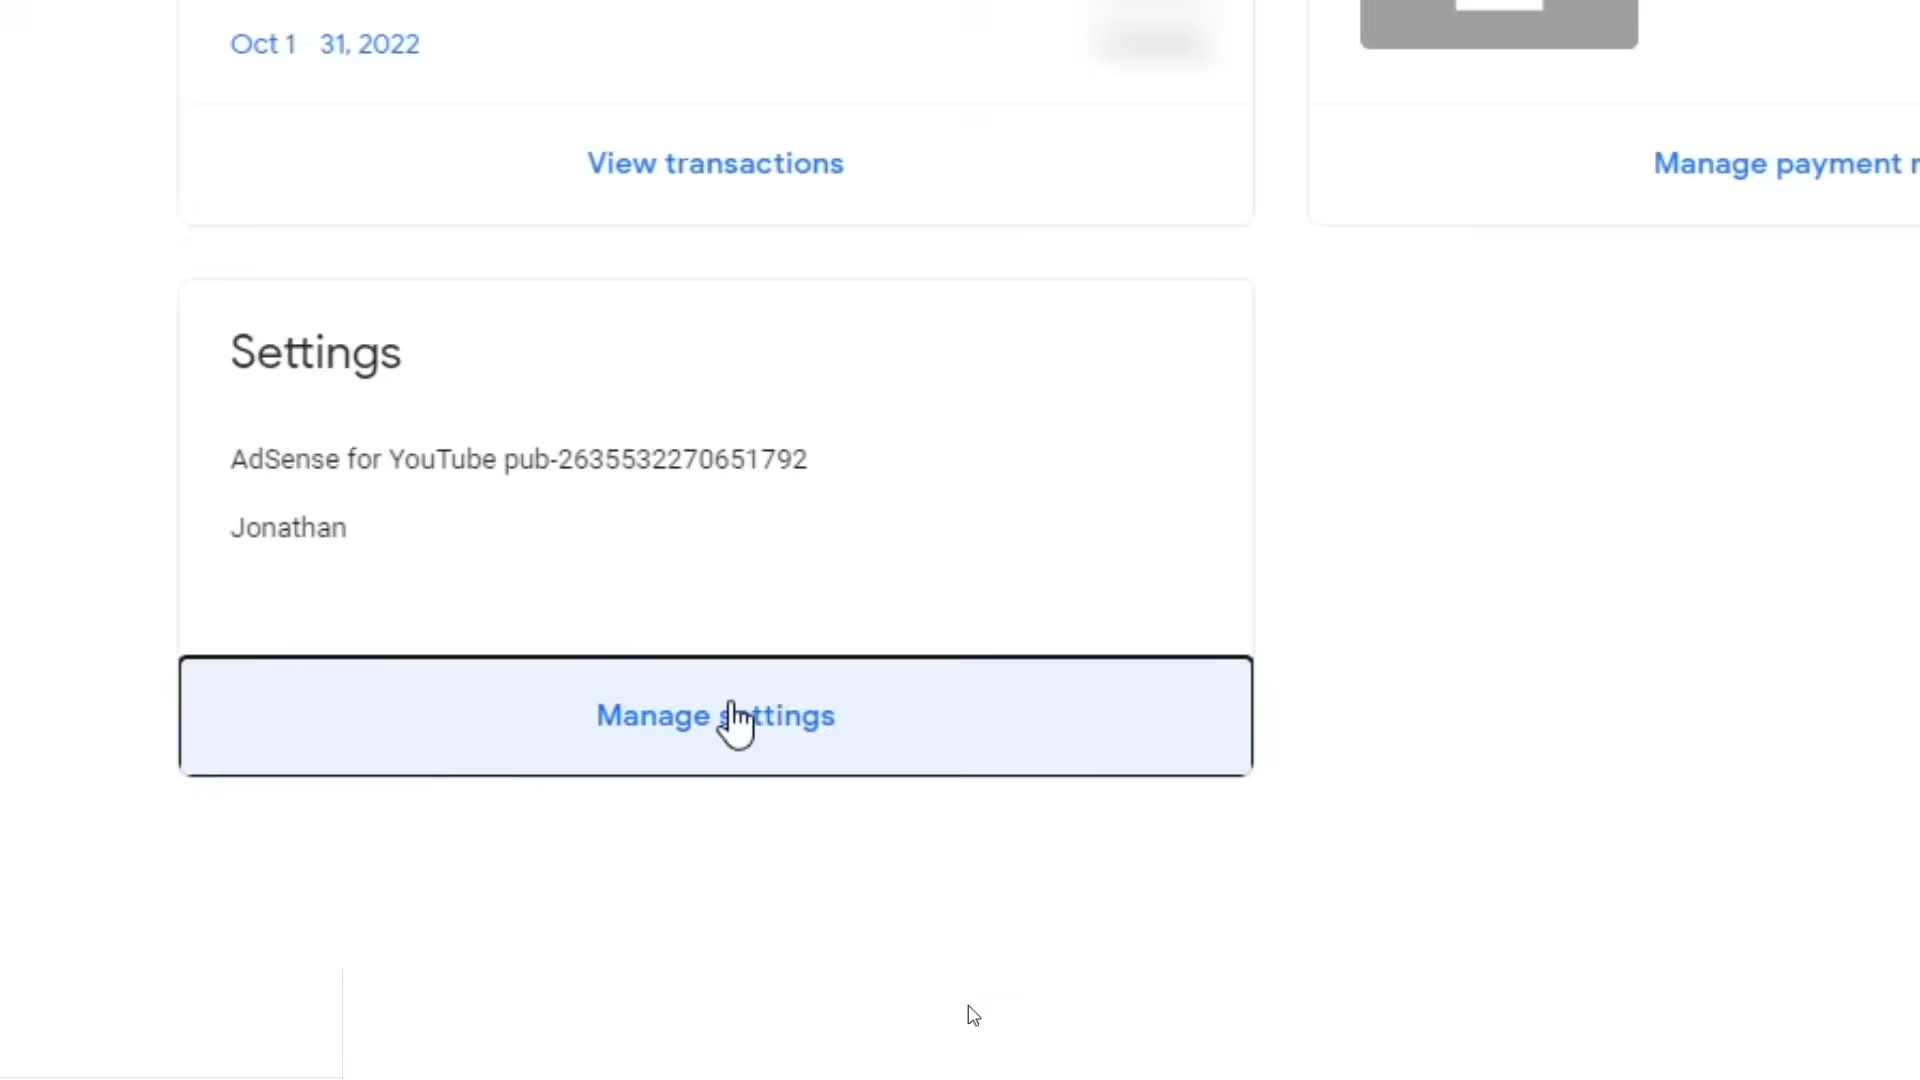 Oct 1 31, 2022
View transactions
Manage payment
Settings
AdSense for YouTube pub-2635532270651792
Jonathan
Manage settings